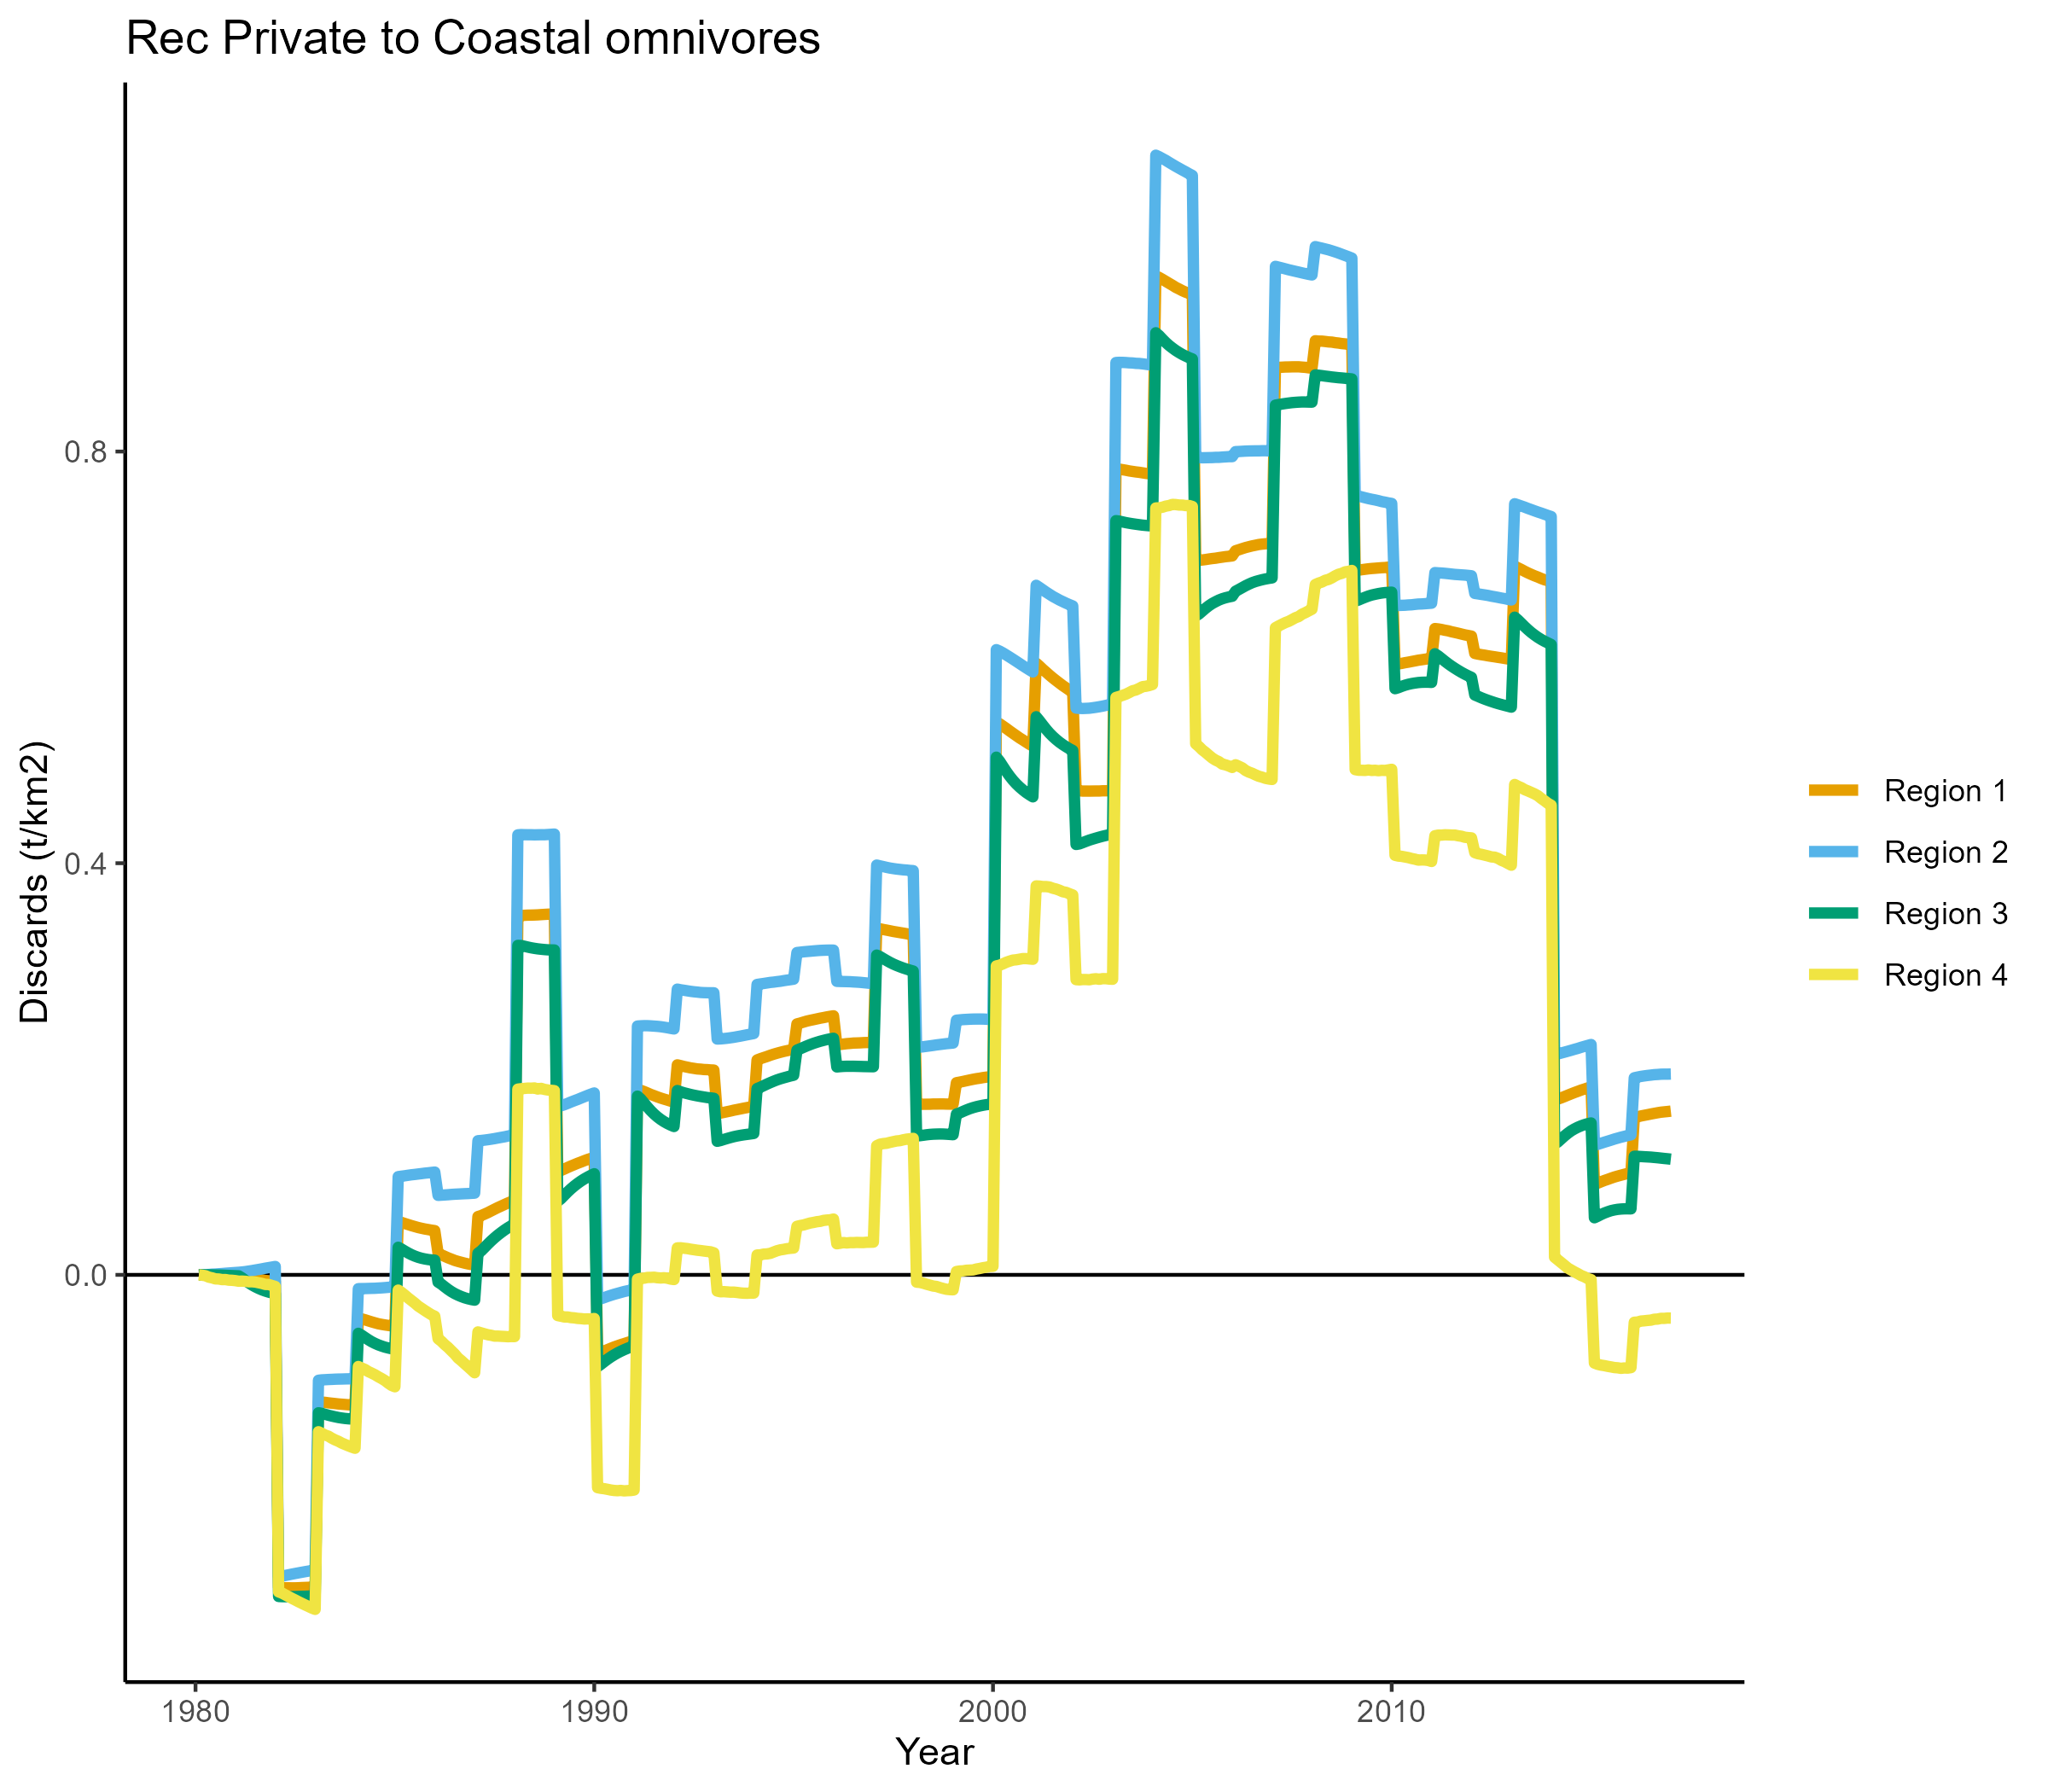 Rec Private to Coastal omnivores
Discards (t/km2)
0.8
0.4
0.0
1980
1990
2000
2010
Year
Region 1
Region 2
Region 3
Region 4